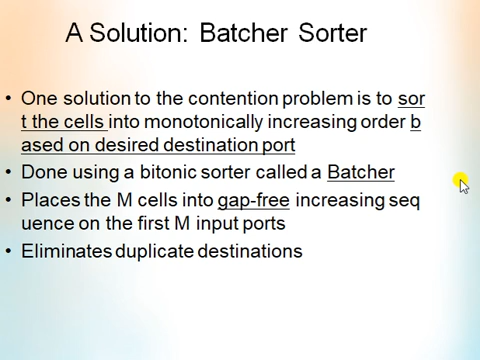 A Solution: Batcher Sorter
• One solution to the contention problem is to sor
t the cells into monotonically increasing order b
ased on desired destination port
• Done using a bitonic sorter called a Batcher
• Places the M cells into gap-free increasing seq
uence on the first M input ports
• Eliminates duplicate destinations